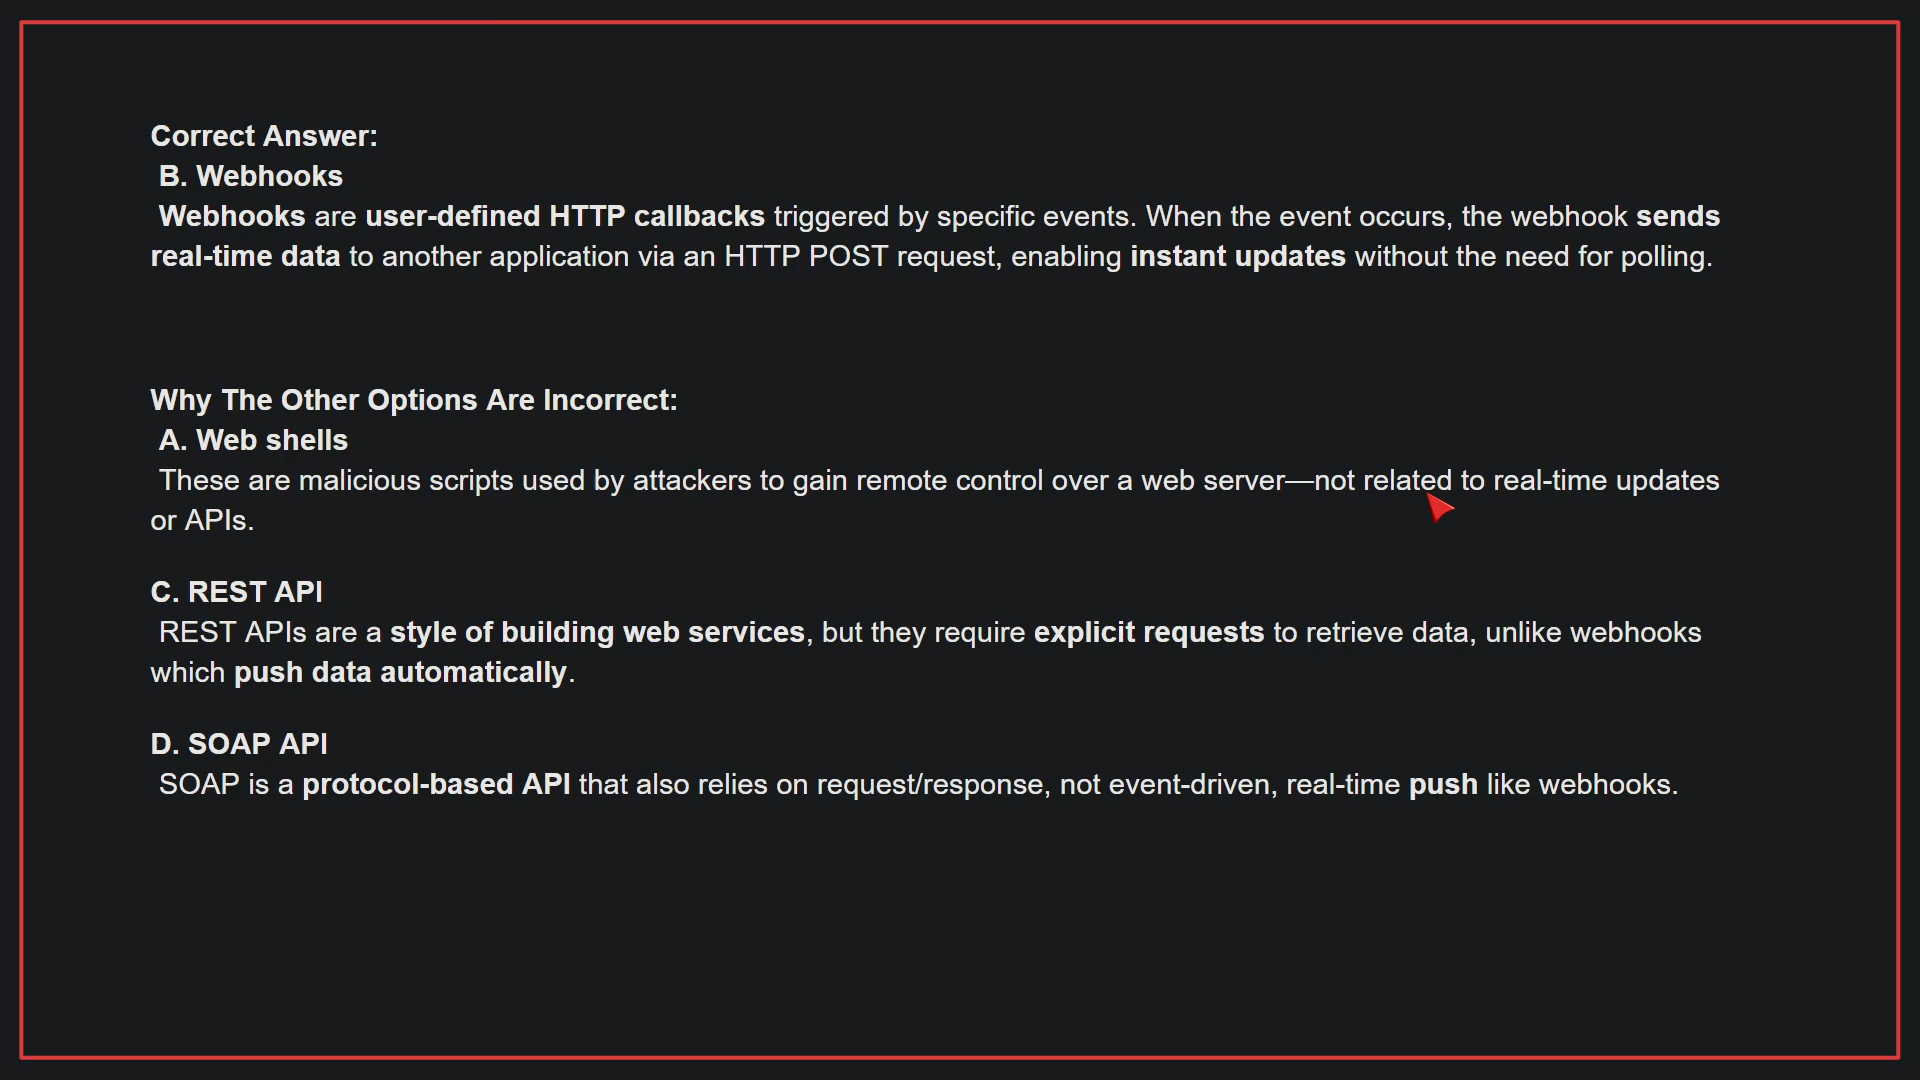 Correct Answer:
B. Webhooks
Webhooks are user-defined HTTP callbacks triggered by specific events. When the event occurs, the webhook sends
real-time data to another application via an HTTP POST request, enabling instant updates without the need for polling.
Why The Other Options Are Incorrect:
A. Web shells
These are malicious scripts used by attackers to gain remote control over a web server—not related to real-time updates
or APIs.
C. REST API
REST APIs are a style of building web services, but they require explicit requests to retrieve data, unlike webhooks
which push data automatically.
D. SOAP API
SOAP is a protocol-based API that also relies on request/response, not event-driven, real-time push like webhooks.